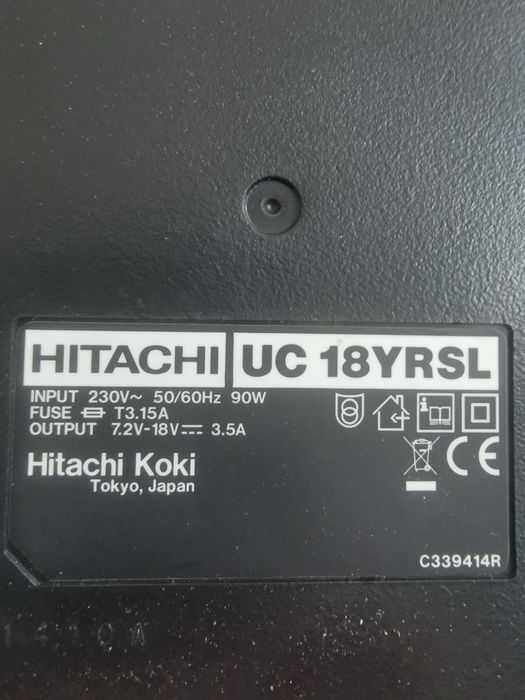 HITACHI UC 18YRSL
INPUT 230V~ 50/60Hz 90W
FUSE T3.15A
OUTPUT 7.2V-18V⎓ 3.5A
Hitachi Koki
Tokyo, Japan
CE
C339414R